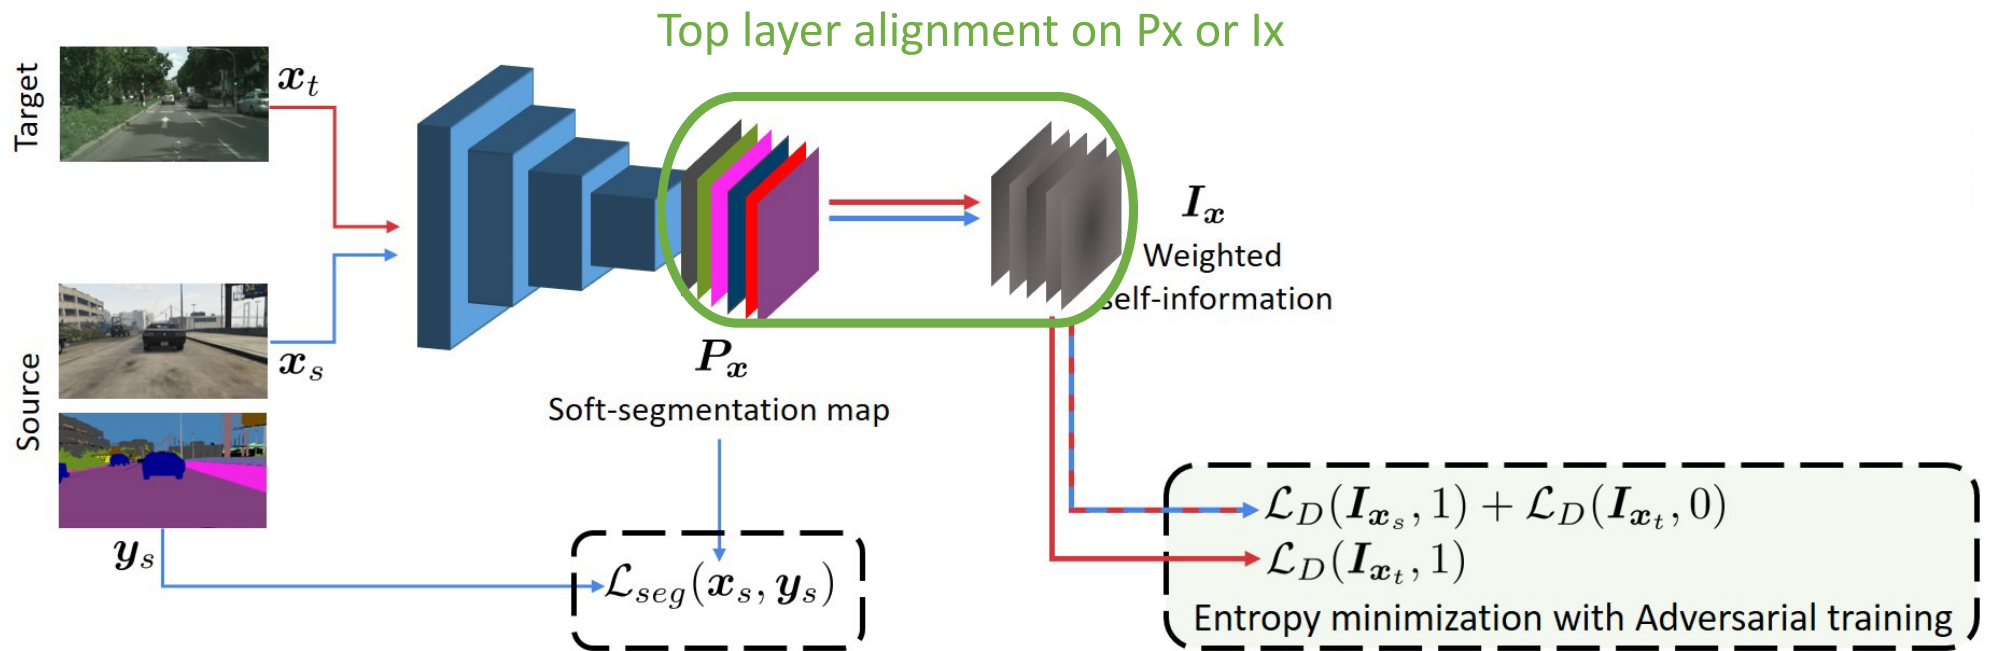 Top layer alignment on Px or Ix
Target
x_t
Source
x_s
y_s
P_x
Soft-segmentation map
I_x
Weighted
self-information
ℒ_seg(x_s, y_s)
ℒ_D(I_{x_s}, 1) + ℒ_D(I_{x_t}, 0)
ℒ_D(I_{x_t}, 1)
Entropy minimization with Adversarial training